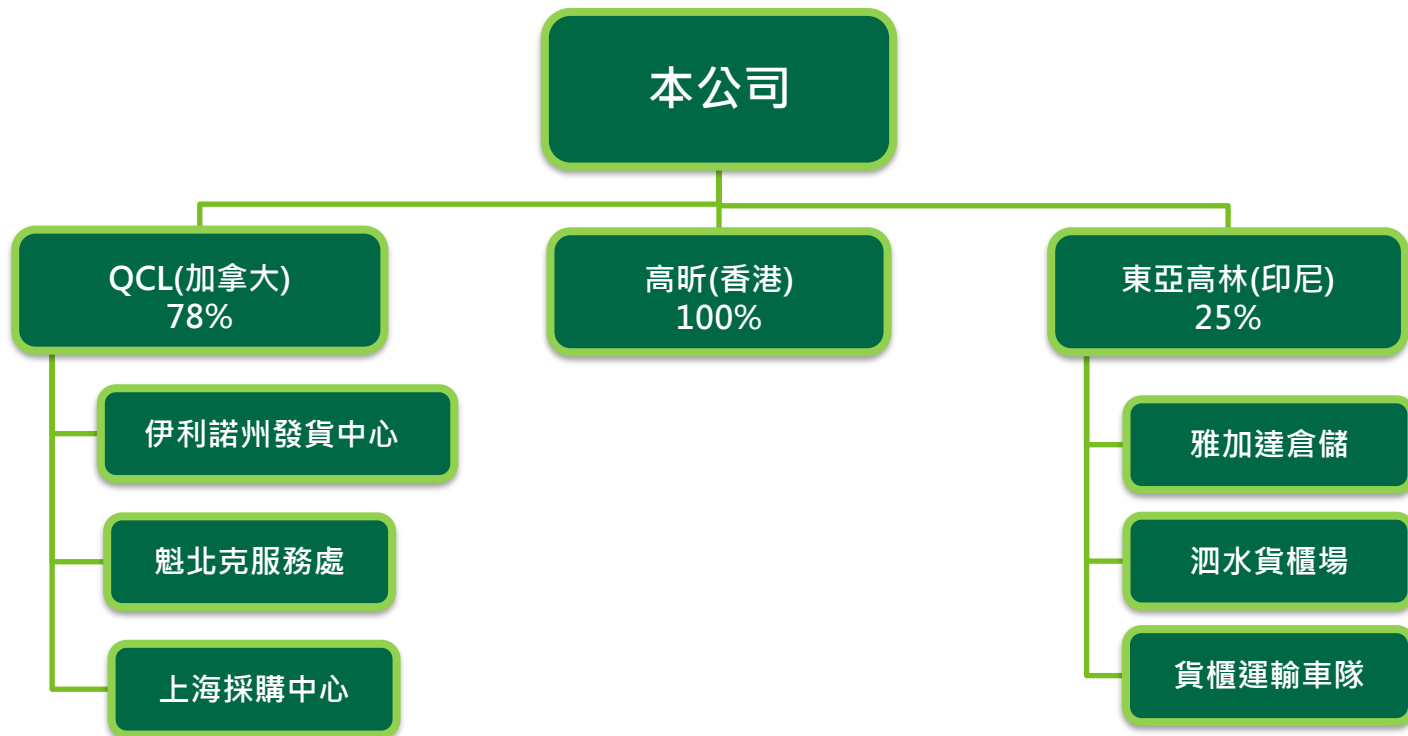 本公司
QCL(加拿大)
78%
高昕(香港)
100%
東亞高林(印尼)
25%
伊利諾州發貨中心
魁北克服務處
上海採購中心
雅加達倉儲
泗水貨櫃場
貨櫃運輸車隊